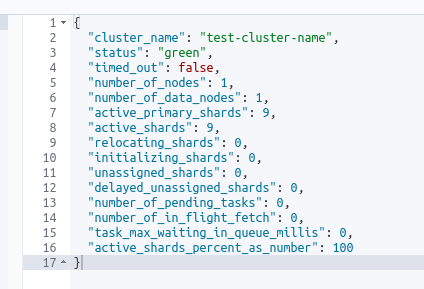 1 {
2 "cluster_name": "test-cluster-name",
3 "status": "green",
4 "timed_out": false,
5 "number_of_nodes": 1,
6 "number_of_data_nodes": 1,
7 "active_primary_shards": 9,
8 "active_shards": 9,
9 "relocating_shards": 0,
10 "initializing_shards": 0,
11 "unassigned_shards": 0,
12 "delayed_unassigned_shards": 0,
13 "number_of_pending_tasks": 0,
14 "number_of_in_flight_fetch": 0,
15 "task_max_waiting_in_queue_millis": 0,
16 "active_shards_percent_as_number": 100
17 }